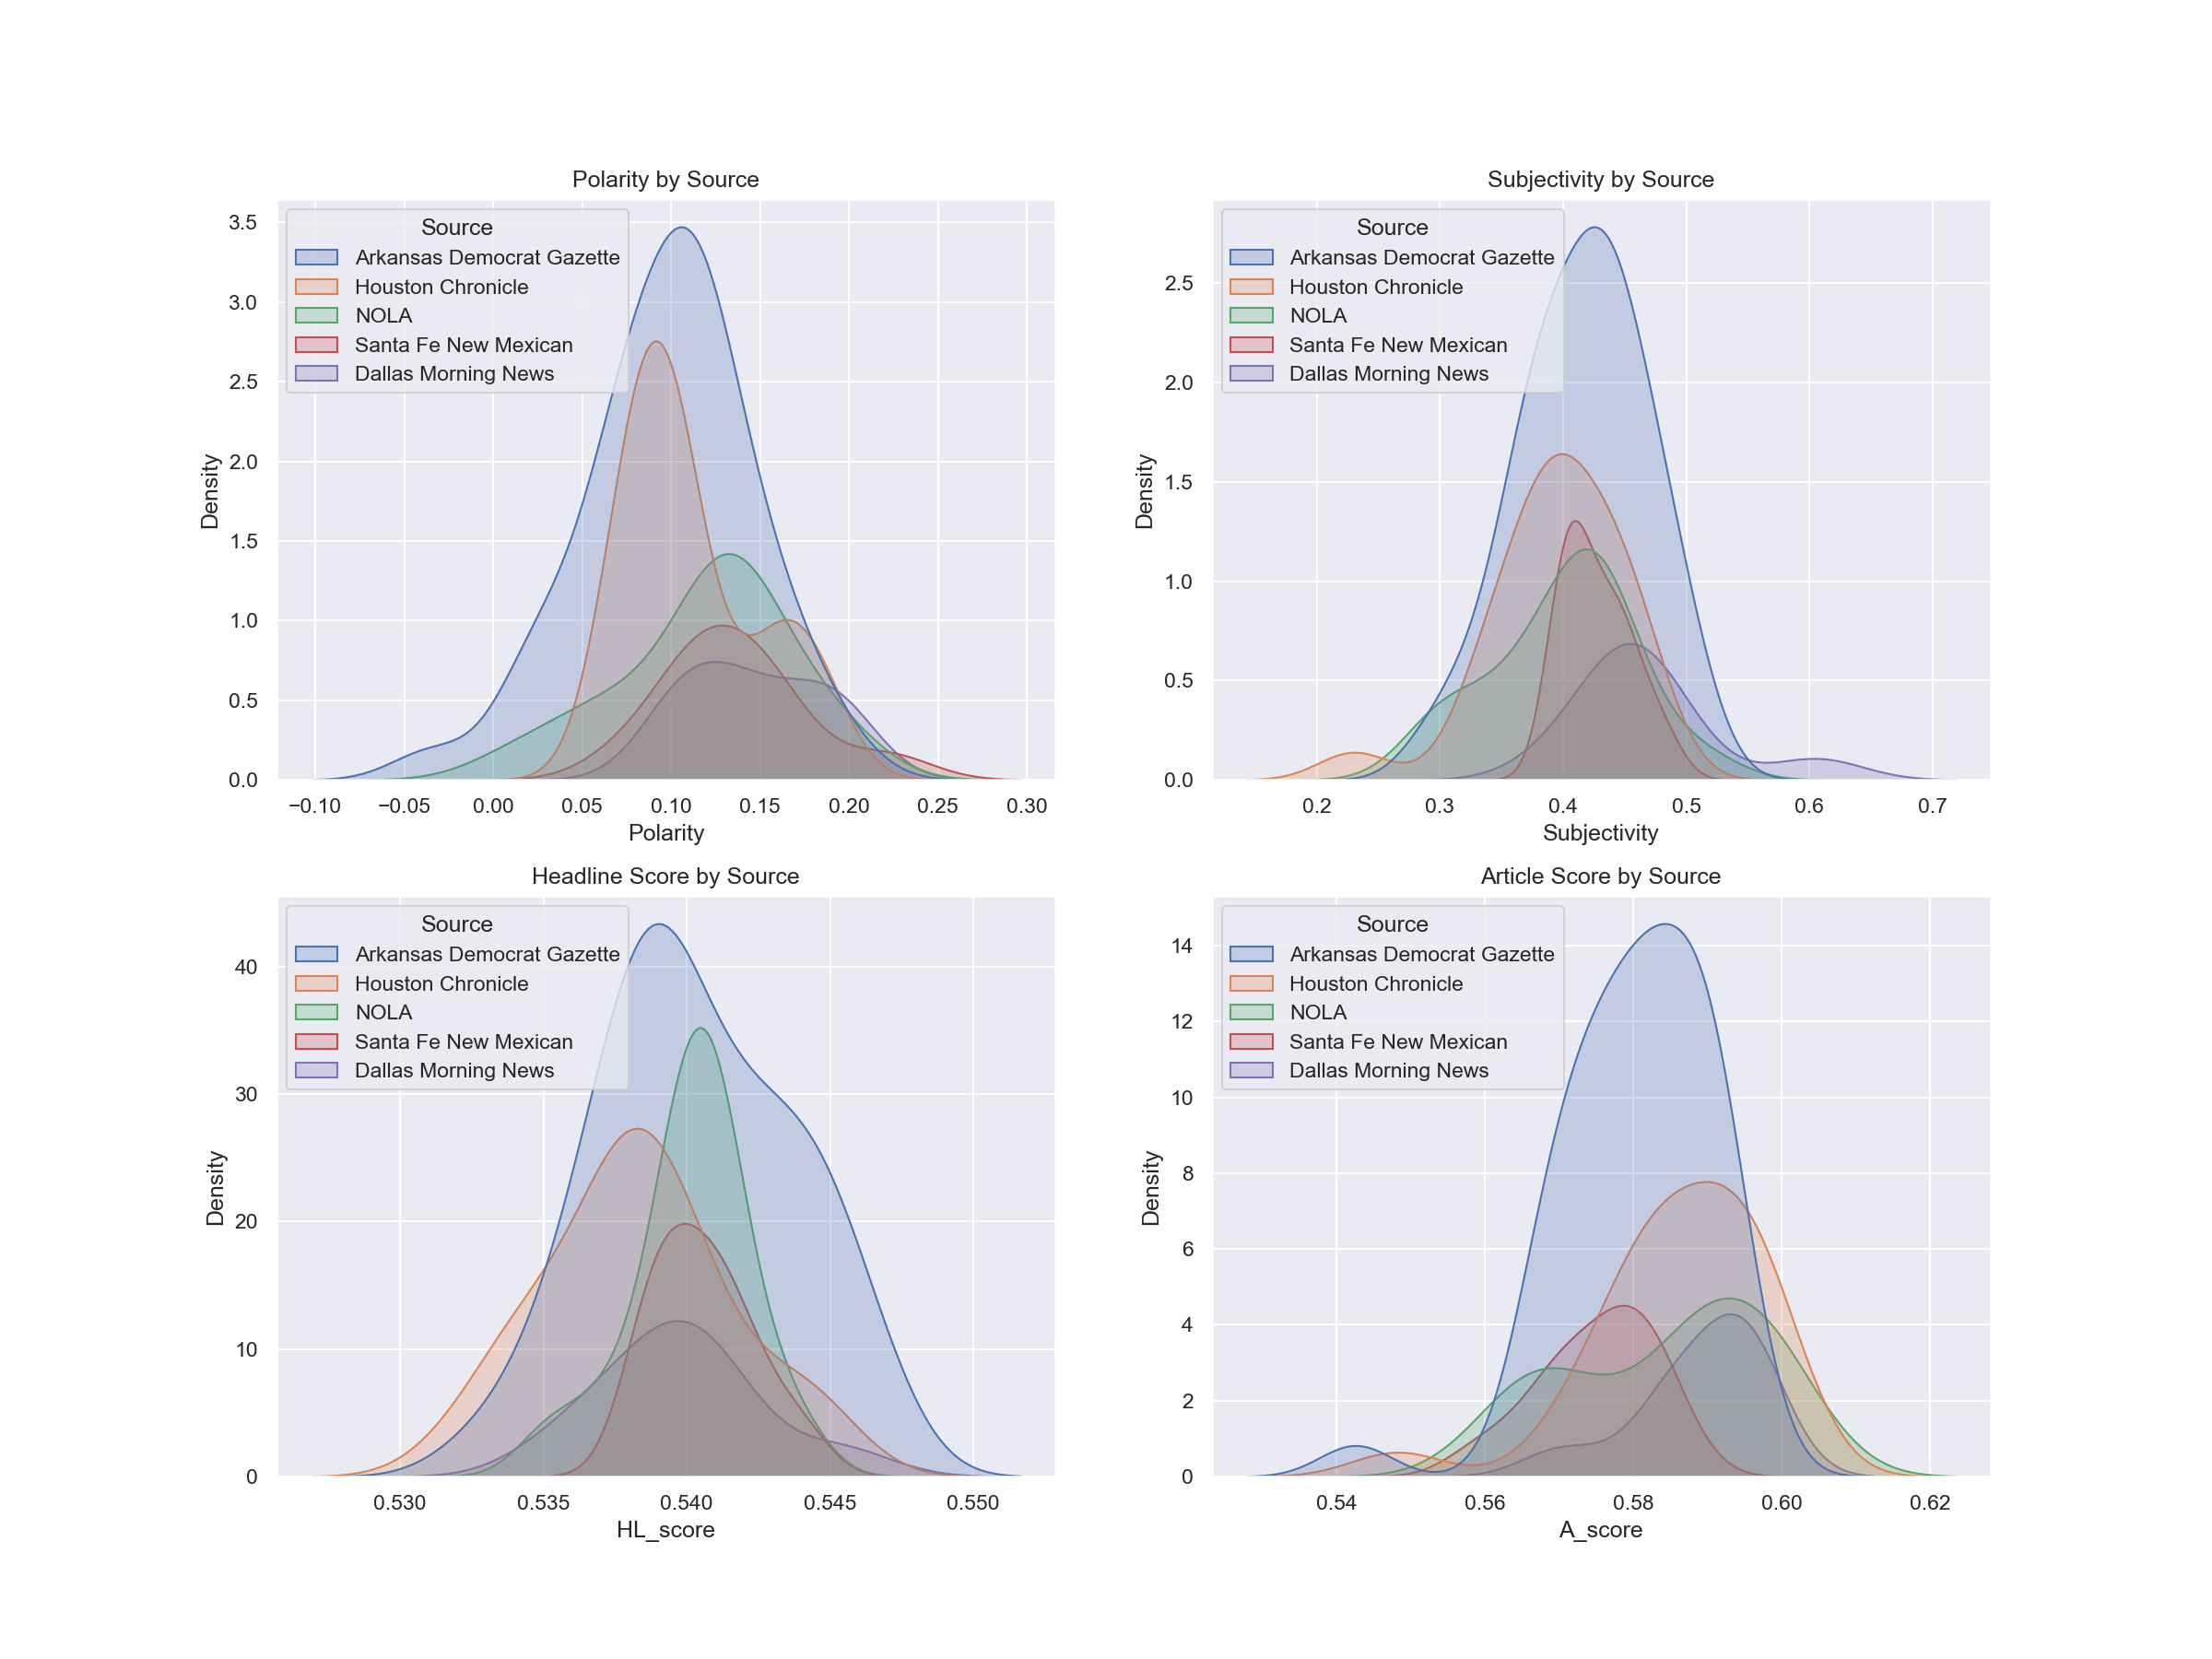 Polarity by Source
3.5
3.0
2.5
2.0
1.5
1.0
0.5
0.0
Density
Source
Arkansas Democrat Gazette
Houston Chronicle
NOLA
Santa Fe New Mexican
Dallas Morning News
−0.10 −0.05 0.00 0.05 0.10 0.15 0.20 0.25 0.30
Polarity
Subjectivity by Source
2.5
2.0
1.5
1.0
0.5
0.0
Density
Source
Arkansas Democrat Gazette
Houston Chronicle
NOLA
Santa Fe New Mexican
Dallas Morning News
0.2 0.3 0.4 0.5 0.6 0.7
Subjectivity
Headline Score by Source
40
30
20
10
0
Density
Source
Arkansas Democrat Gazette
Houston Chronicle
NOLA
Santa Fe New Mexican
Dallas Morning News
0.530 0.535 0.540 0.545 0.550
HL_score
Article Score by Source
14
12
10
8
6
4
2
0
Density
Source
Arkansas Democrat Gazette
Houston Chronicle
NOLA
Santa Fe New Mexican
Dallas Morning News
0.54 0.56 0.58 0.60 0.62
A_score